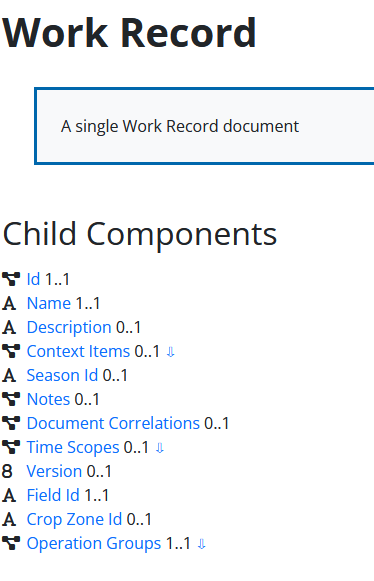 Work Record
A single Work Record document
Child Components
Id 1..1
A Name 1..1
A Description 0..1
Context Items 0..1 ⇩
A Season Id 0..1
Notes 0..1
Document Correlations 0..1
Time Scopes 0..1 ⇩
8 Version 0..1
A Field Id 1..1
A Crop Zone Id 0..1
Operation Groups 1..1 ⇩